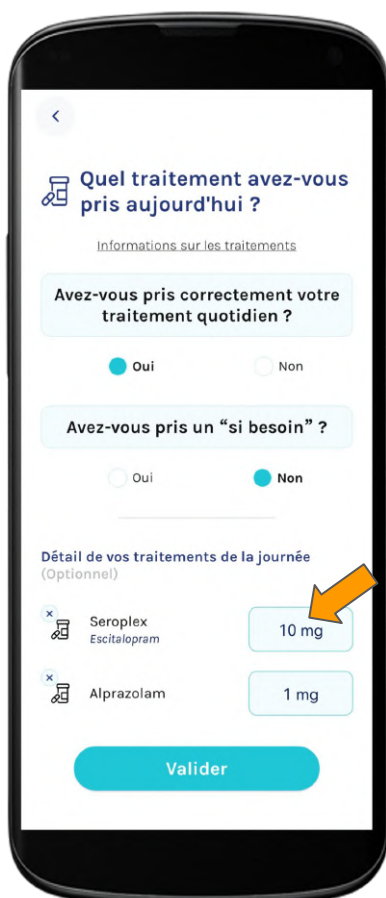 Quel traitement avez-vous
pris aujourd'hui ?
Informations sur les traitements
Avez-vous pris correctement votre
traitement quotidien ?
Oui
Non
Avez-vous pris un “si besoin” ?
Oui
Non
Détail de vos traitements de la journée
(Optionnel)
Seroplex
Escitalopram
10 mg
Alprazolam
1 mg
Valider